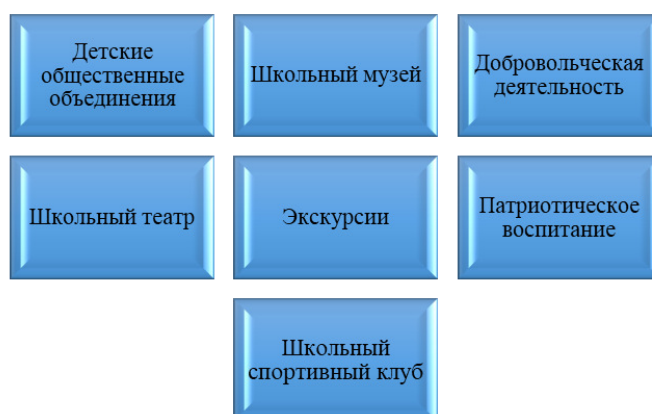 Детские
общественные
объединения
Школьный музей
Добровольческая
деятельность
Школьный театр
Экскурсии
Патриотическое
воспитание
Школьный
спортивный клуб